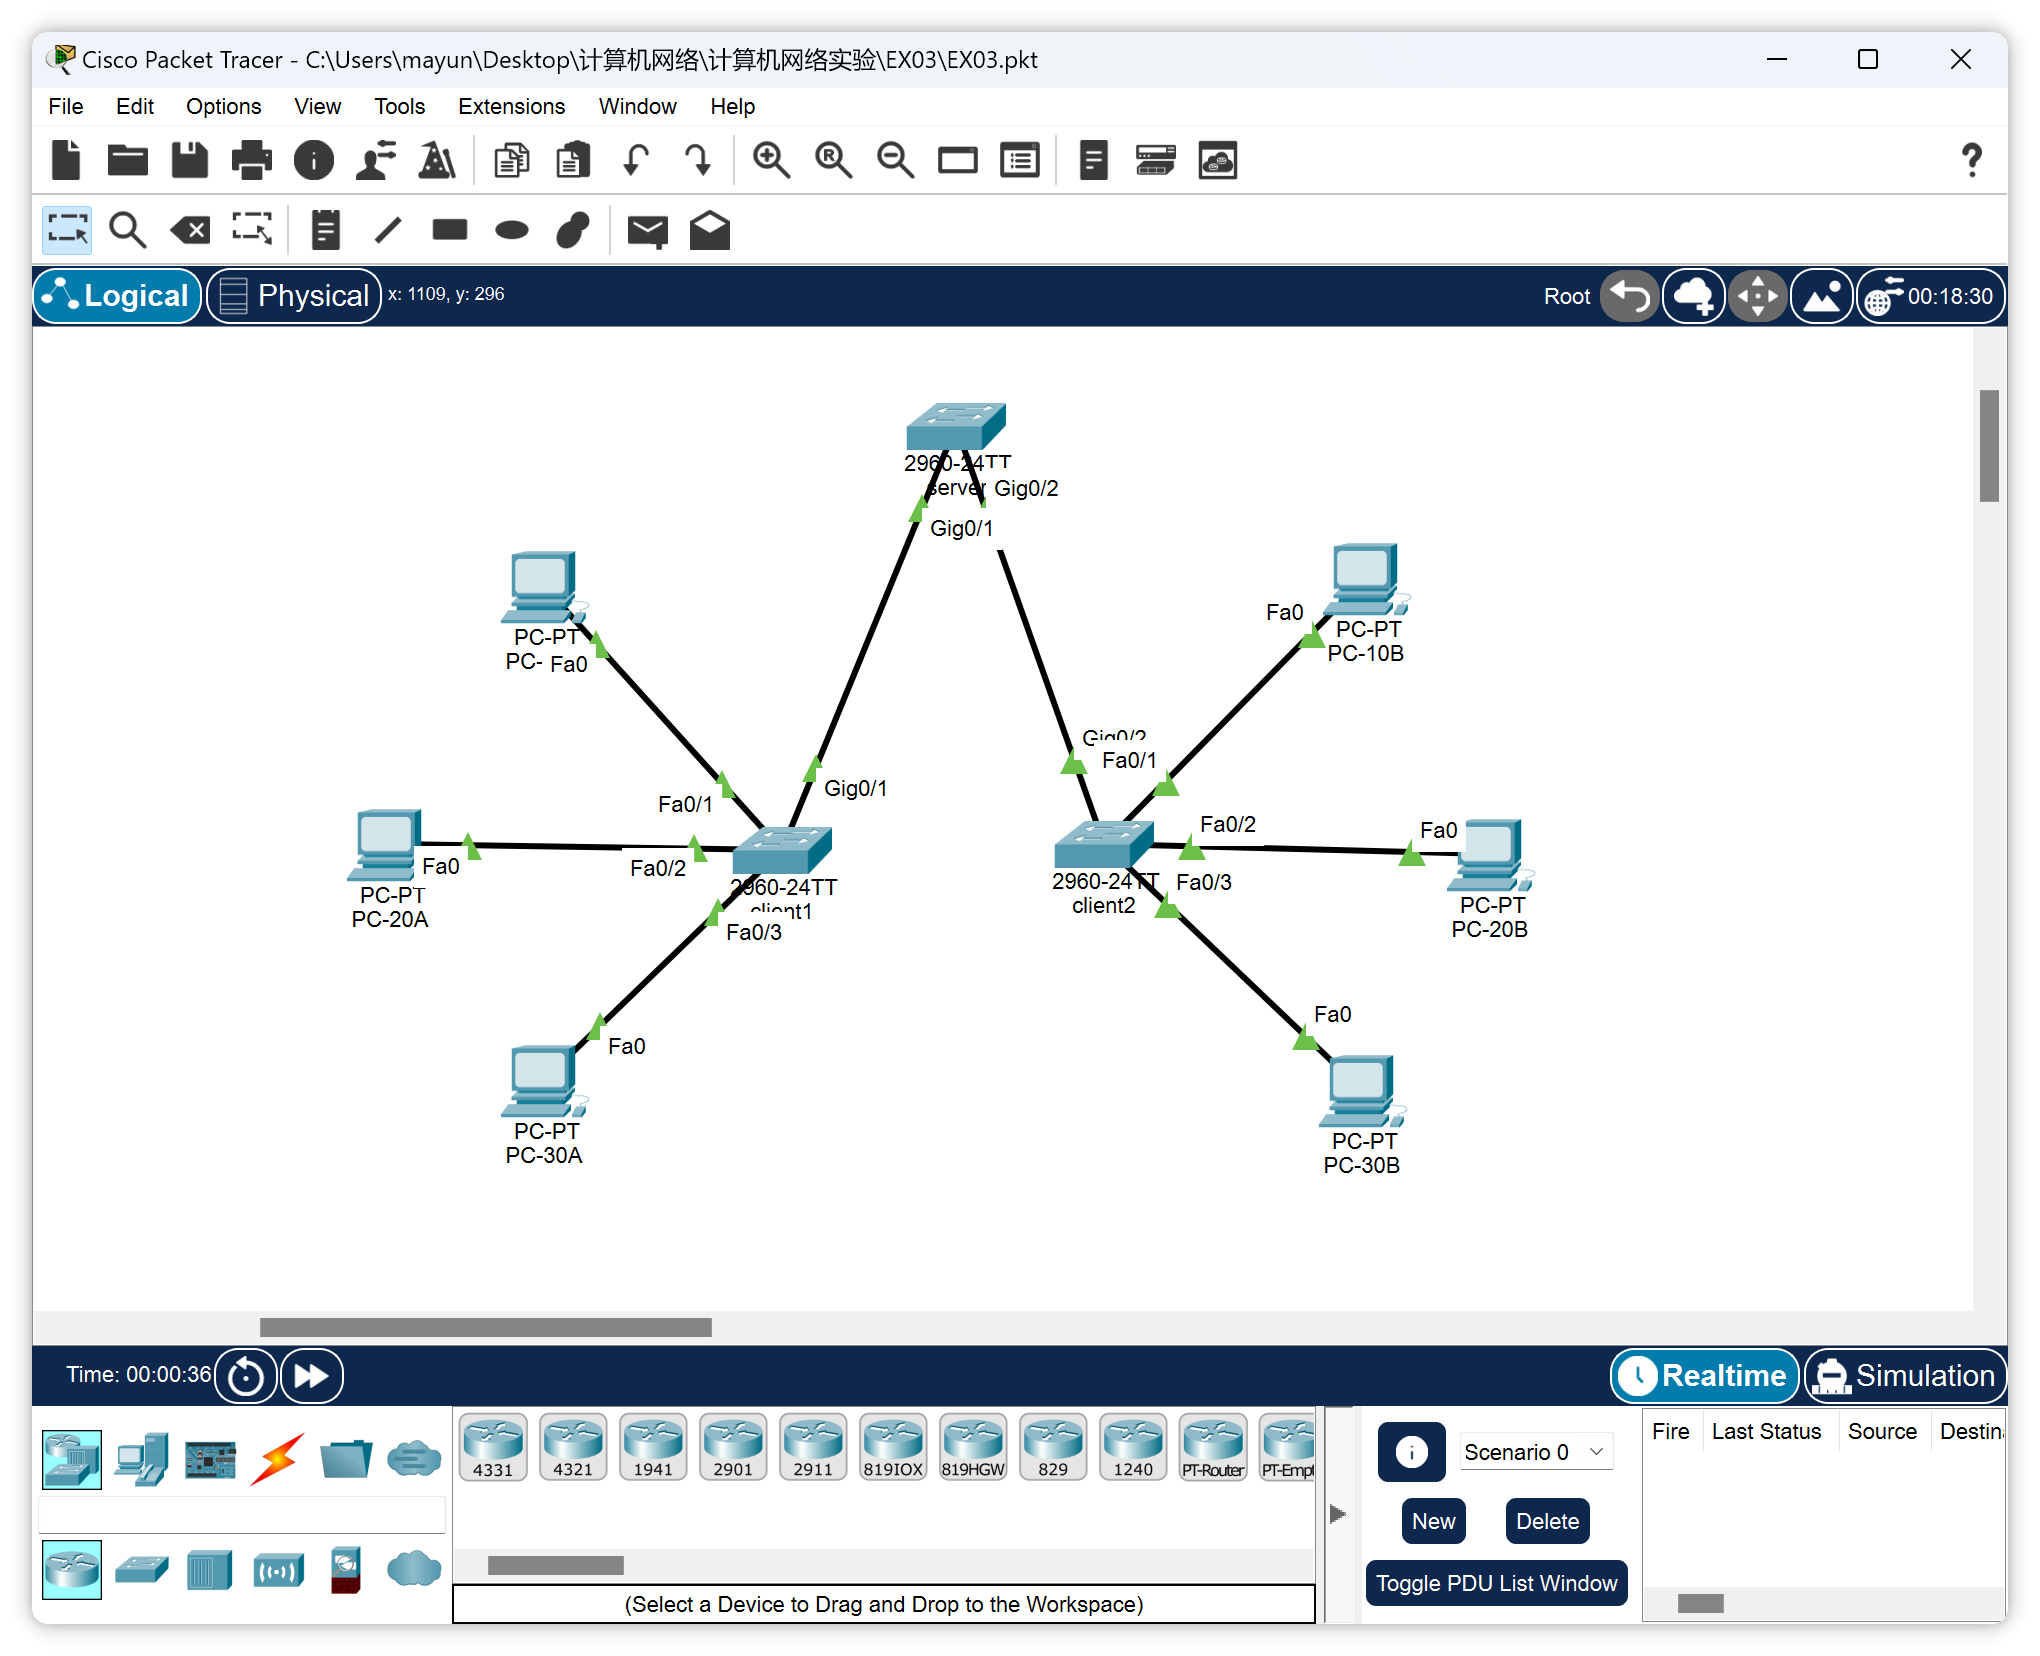 Cisco Packet Tracer - C:\Users\mayun\Desktop\计算机网络\计算机网络实验\EX03\EX03.pkt
File Edit Options View Tools Extensions Window Help
Logical Physical x: 1109, y: 296 Root 00:18:30
2960-24TT
server Gig0/2
Gig0/1
PC-PT
PC- Fa0
Fa0
PC-PT
PC-10B
Gig0/2
Fa0/1
Gig0/1
Fa0/1
Fa0/2
Fa0
Fa0
Fa0/2
PC-PT
PC-20A
2960-24TT
client1
Fa0/3
2960-24TT
client2
Fa0/3
PC-PT
PC-20B
Fa0
Fa0
PC-PT
PC-30A
PC-PT
PC-30B
Time: 00:00:36 Realtime Simulation
4331 4321 1941 2901 2911 819IOX 819HGW 829 1240 PT-Router PT-Empt
(Select a Device to Drag and Drop to the Workspace)
Scenario 0
New Delete
Toggle PDU List Window
Fire Last Status Source Destin